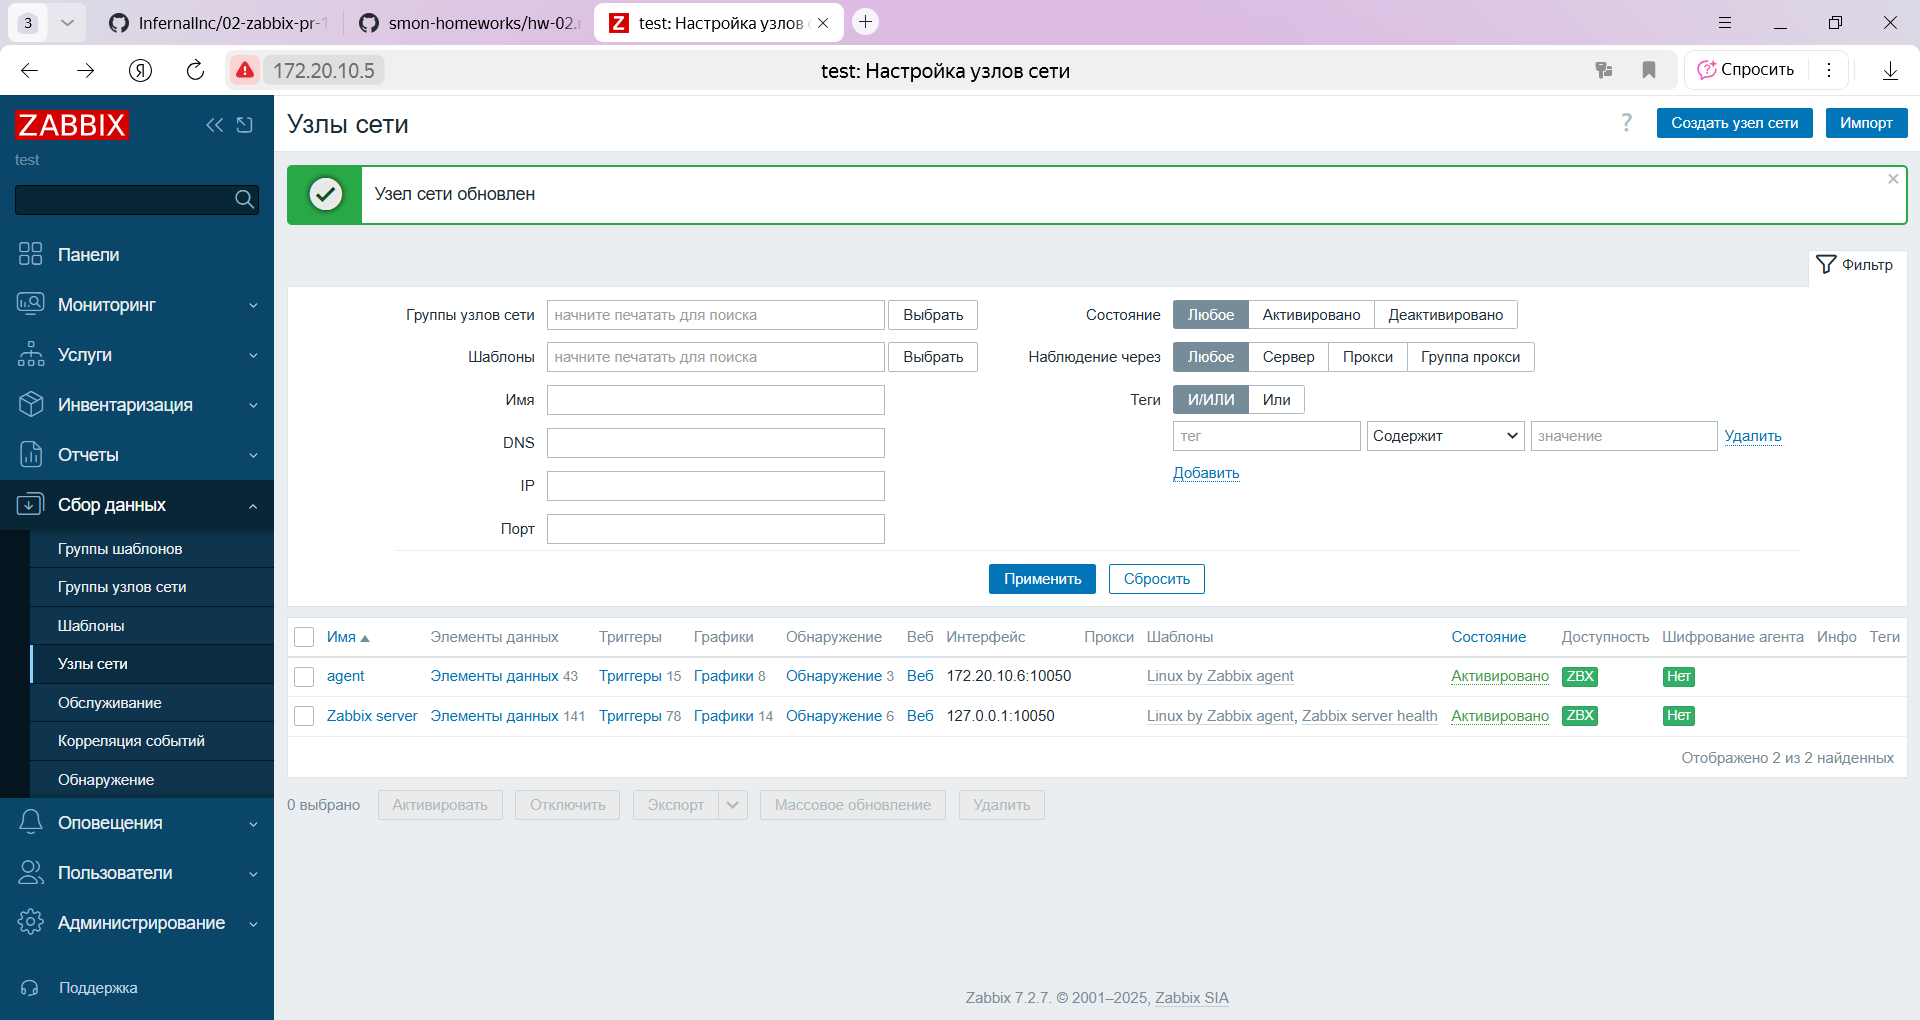 3
InfernalInc/02-zabbix-pr-1
smon-homeworks/hw-02.
Z test: Настройка узлов
Я
172.20.10.5
test: Настройка узлов сети
Спросить
ZABBIX
test
Панели
Мониторинг
Услуги
Инвентаризация
Отчеты
Сбор данных
Группы шаблонов
Группы узлов сети
Шаблоны
Узлы сети
Обслуживание
Корреляция событий
Обнаружение
Оповещения
Пользователи
Администрирование
Поддержка
Узлы сети
?
Создать узел сети
Импорт
Узел сети обновлен
Фильтр
Группы узлов сети начните печатать для поиска Выбрать
Шаблоны начните печатать для поиска Выбрать
Имя
DNS
IP
Порт
Состояние Любое Активировано Деактивировано
Наблюдение через Любое Сервер Прокси Группа прокси
Теги И/ИЛИ Или
тег Содержит значение Удалить
Добавить
Применить Сбросить
Имя Элементы данных Триггеры Графики Обнаружение Веб Интерфейс Прокси Шаблоны Состояние Доступность Шифрование агента Инфо Теги
agent Элементы данных 43 Триггеры 15 Графики 8 Обнаружение 3 Веб 172.20.10.6:10050 Linux by Zabbix agent Активировано ZBX Нет
Zabbix server Элементы данных 141 Триггеры 78 Графики 14 Обнаружение 6 Веб 127.0.0.1:10050 Linux by Zabbix agent, Zabbix server health Активировано ZBX Нет
Отображено 2 из 2 найденных
0 выбрано Активировать Отключить Экспорт Массовое обновление Удалить
Zabbix 7.2.7. © 2001–2025, Zabbix SIA